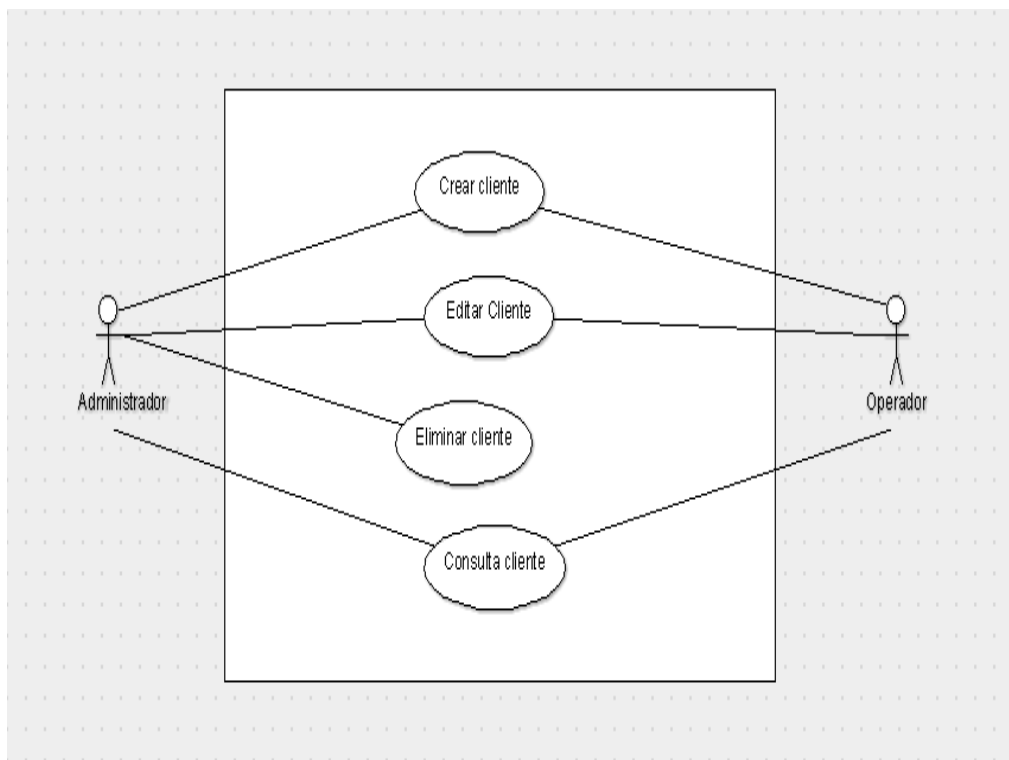 Crear cliente
Editar Cliente
Administrador
Operador
Eliminar cliente
Consulta cliente